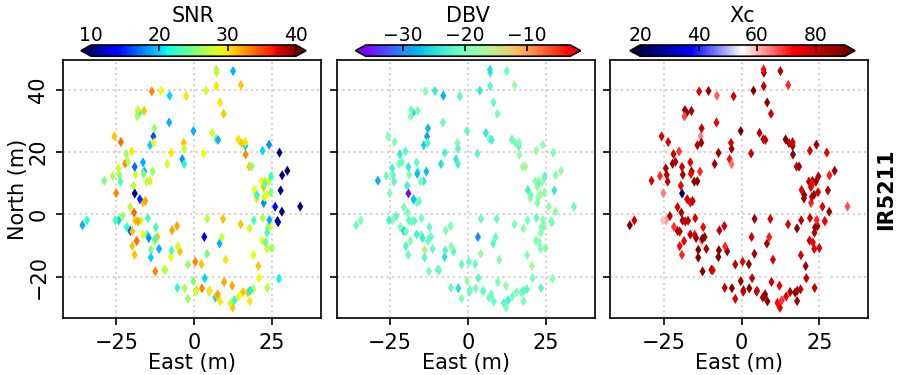 SNR DBV Xc
10 20 30 40 −30 −20 −10 20 40 60 80
North (m)
40
20
0
−20
−25 0 25 −25 0 25 −25 0 25
East (m) East (m) East (m)
IR5211